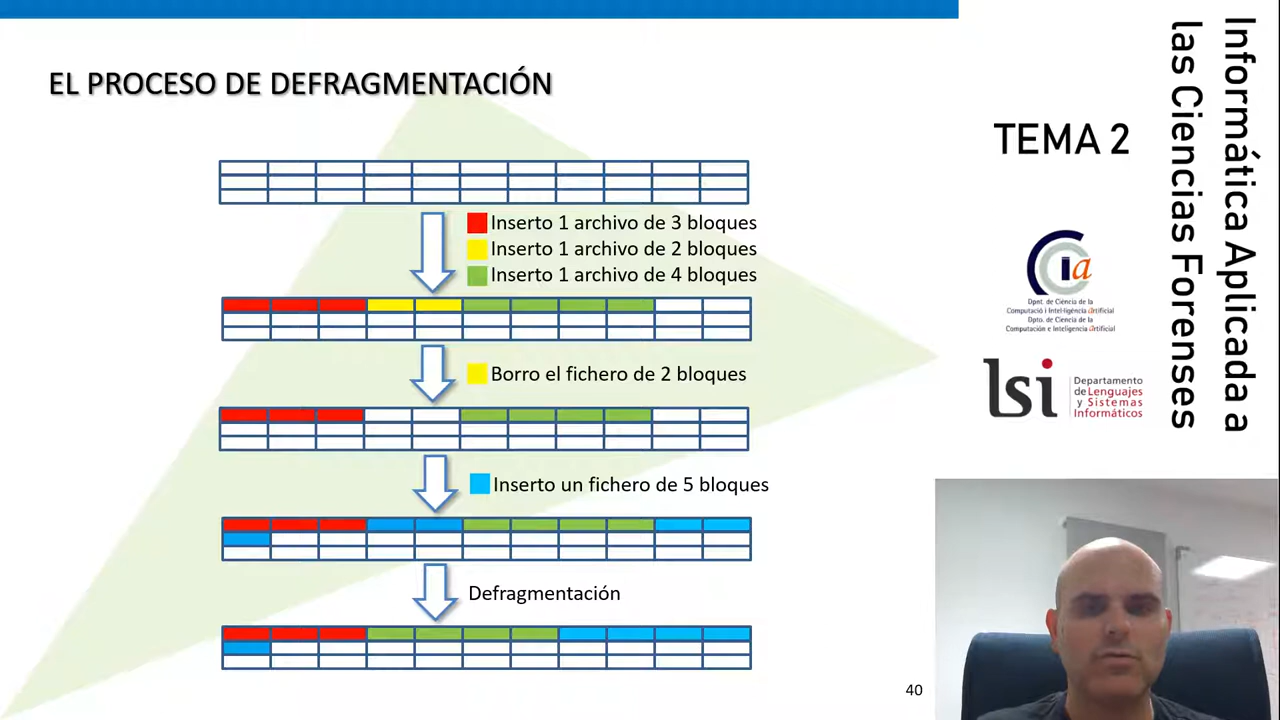 EL PROCESO DE DEFRAGMENTACIÓN
Inserto 1 archivo de 3 bloques
Inserto 1 archivo de 2 bloques
Inserto 1 archivo de 4 bloques
Borro el fichero de 2 bloques
Inserto un fichero de 5 bloques
Defragmentación
40
Informática Aplicada a
las Ciencias Forenses
TEMA 2
Cia
Dpnt. de Ciència de la
Computació i Intel·ligència artificial
Dpto. de Ciencia de la
Computación e Inteligencia artificial
lsi
Departamento
de Lenguajes
y Sistemas
Informáticos